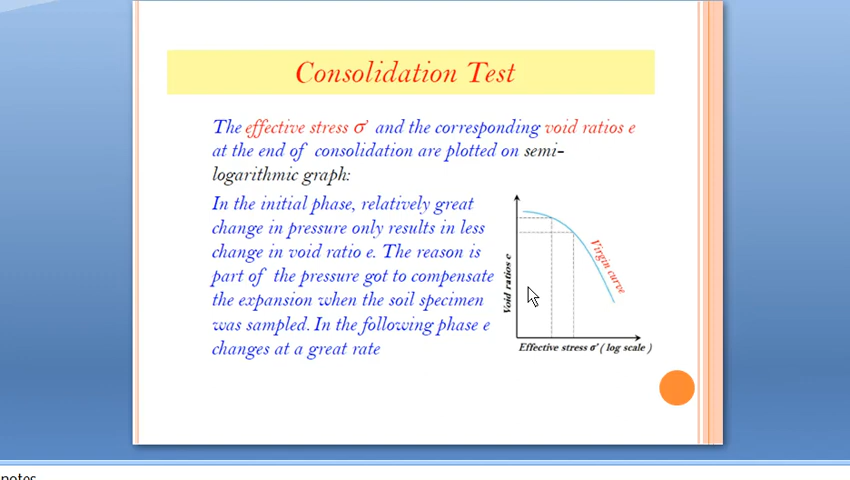 Consolidation Test
The effective stress σ' and the corresponding void ratios e
at the end of consolidation are plotted on semi-
logarithmic graph:
In the initial phase, relatively great
change in pressure only results in less
change in void ratio e. The reason is
part of the pressure got to compensate
the expansion when the soil specimen
was sampled. In the following phase e
changes at a great rate
Void ratios e
Virgin curve
Effective stress σ' ( log scale )
notes